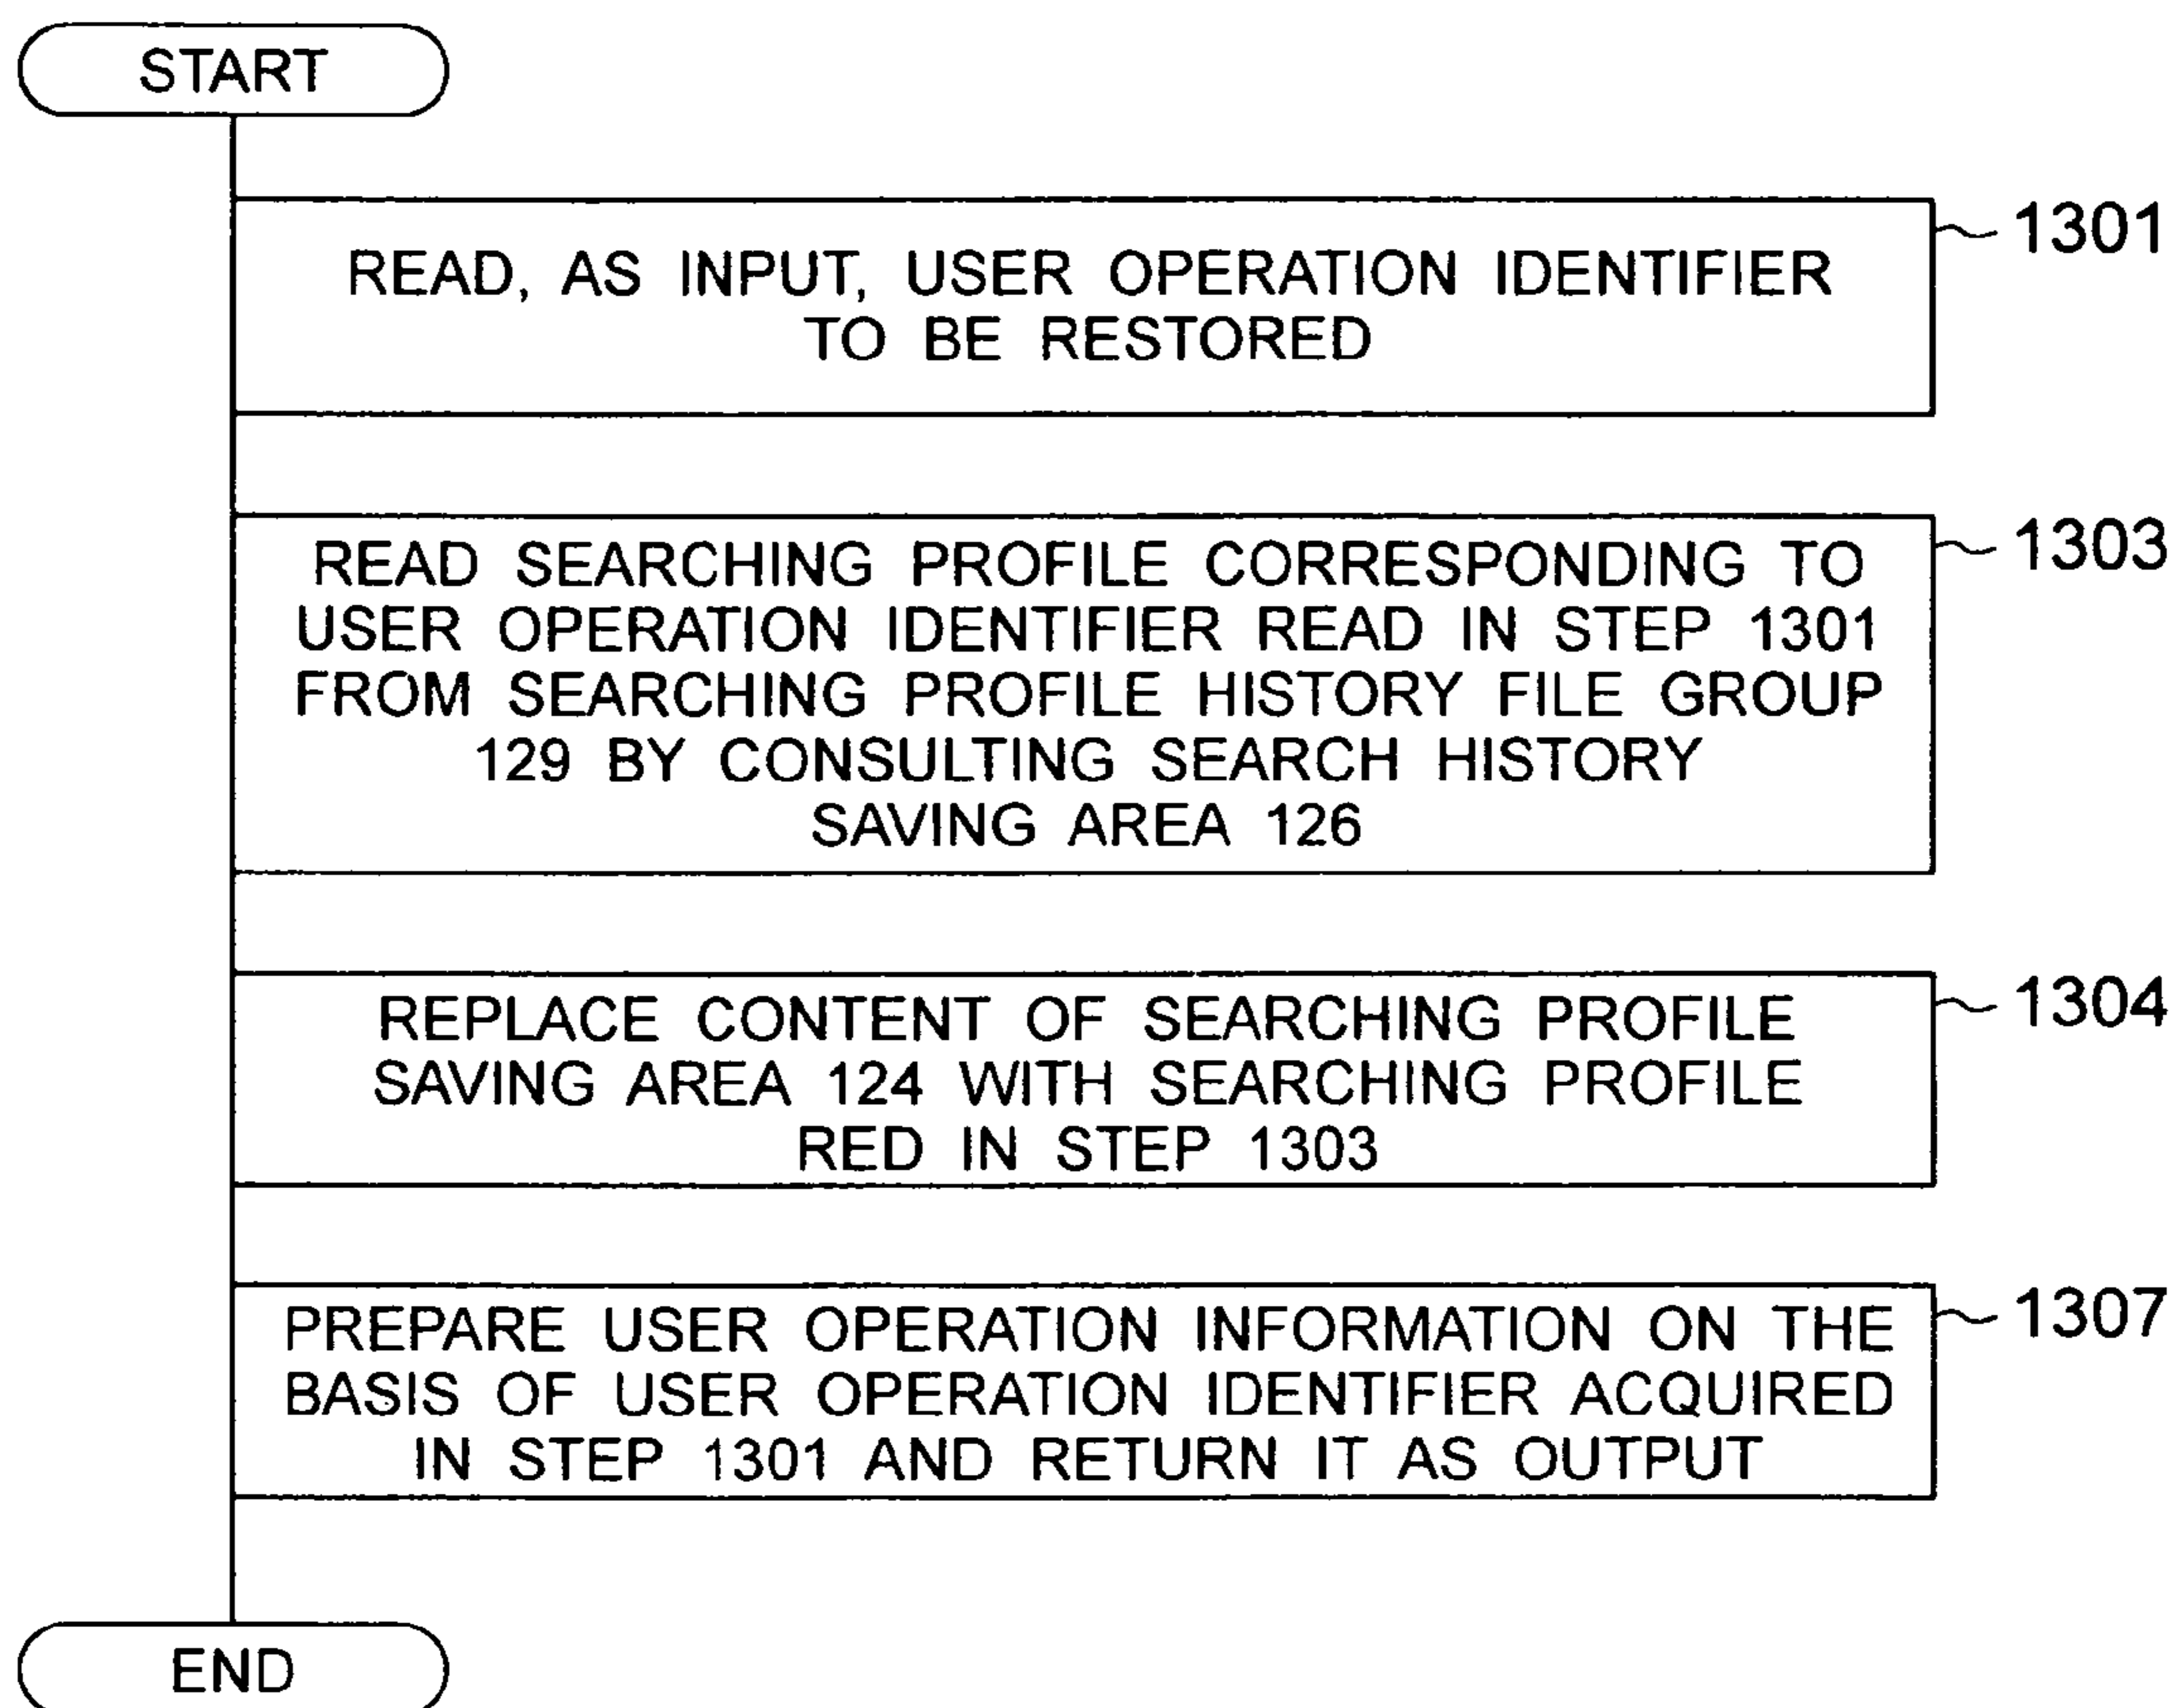 START
READ, AS INPUT, USER OPERATION IDENTIFIER
TO BE RESTORED
1301
READ SEARCHING PROFILE CORRESPONDING TO
USER OPERATION IDENTIFIER READ IN STEP 1301
FROM SEARCHING PROFILE HISTORY FILE GROUP
129 BY CONSULTING SEARCH HISTORY
SAVING AREA 126
1303
REPLACE CONTENT OF SEARCHING PROFILE
SAVING AREA 124 WITH SEARCHING PROFILE
RED IN STEP 1303
1304
PREPARE USER OPERATION INFORMATION ON THE
BASIS OF USER OPERATION IDENTIFIER ACQUIRED
IN STEP 1301 AND RETURN IT AS OUTPUT
1307
END